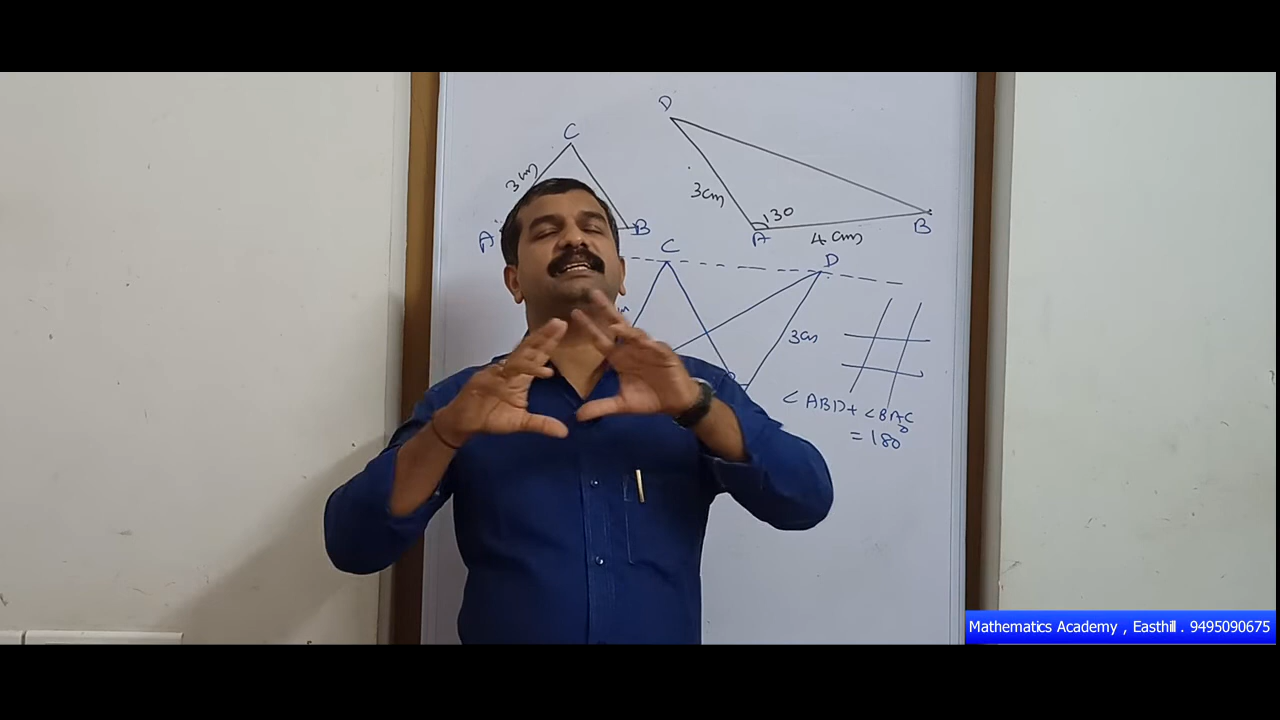 D
C
3cm
3cm
130
A
B
A
B
4 cm
C
D
3cm
∠ABD + ∠BAC
= 180°
Mathematics Academy , Easthill . 9495090675